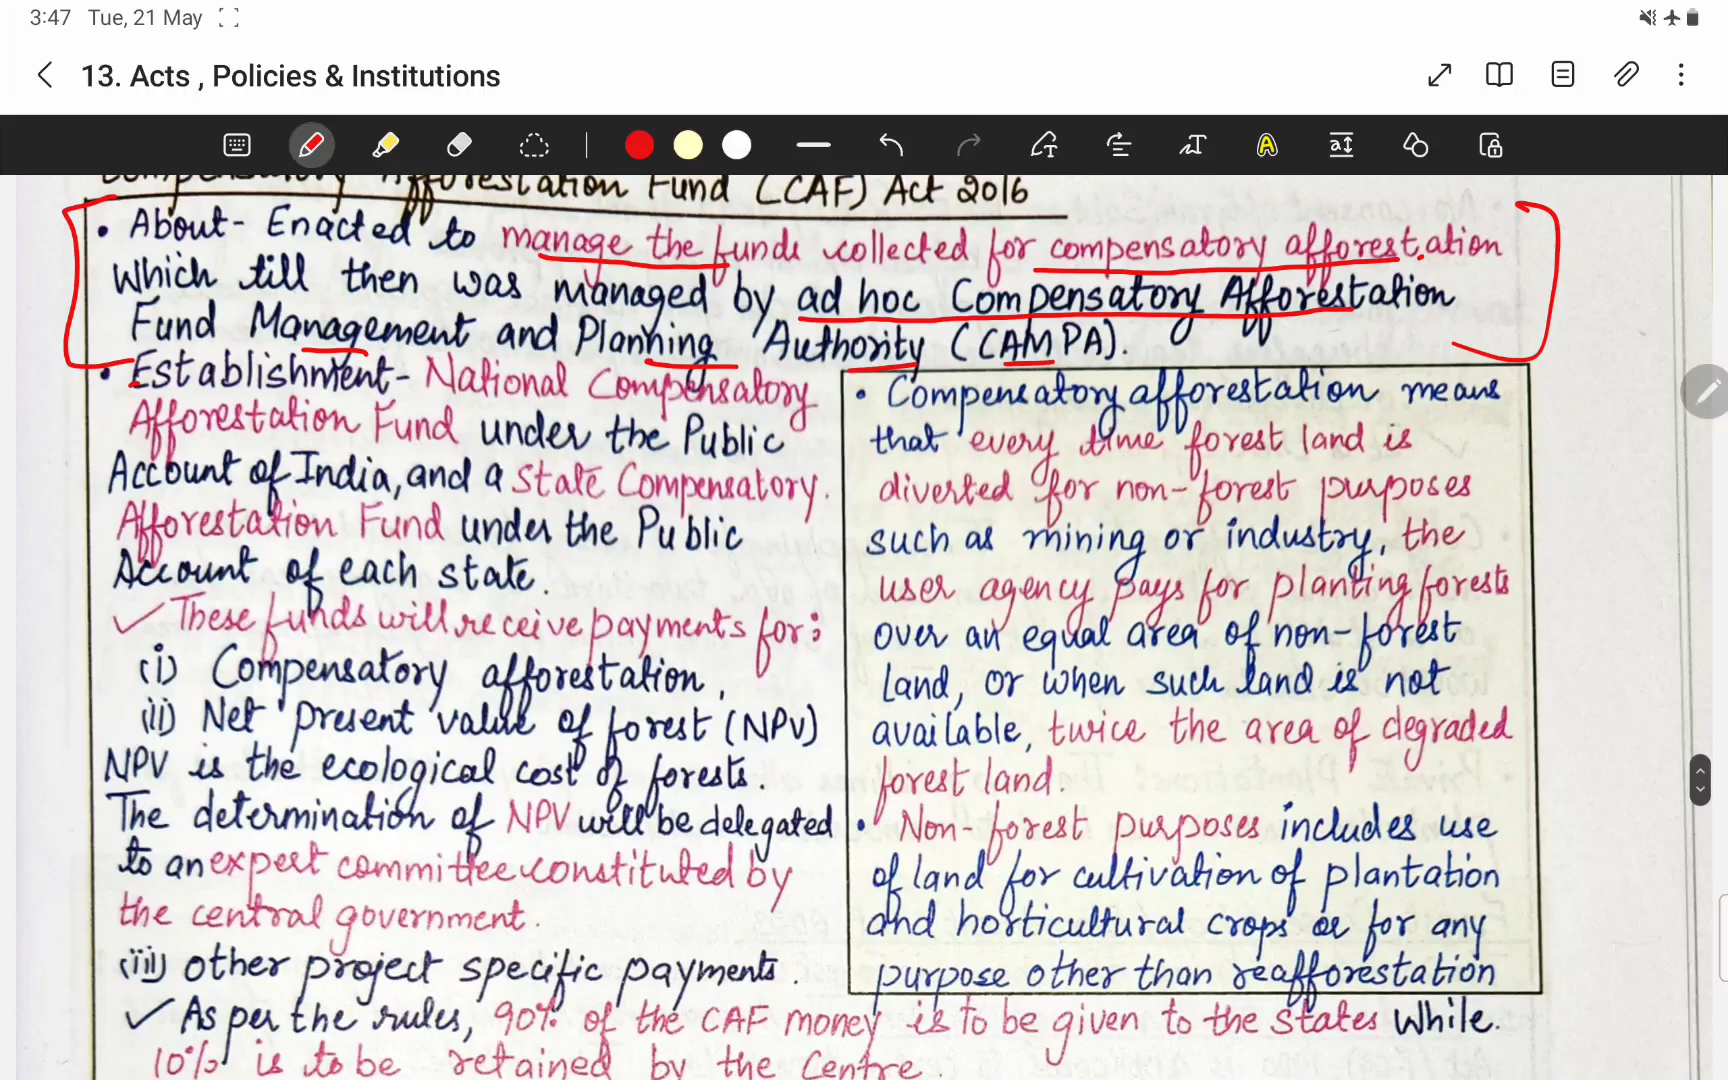 3:47 Tue, 21 May
13. Acts , Policies & Institutions
Compensatory Afforestation Fund (CAF) Act 2016
• About- Enacted to manage the funds collected for compensatory afforestation
which till then was managed by ad hoc Compensatory Afforestation
Fund Management and Planning Authority (CAMPA).
• Establishment- National Compensatory
Afforestation Fund under the Public
Account of India, and a State Compensatory
Afforestation Fund under the Public
Account of each state.
✓ These funds will receive payments for:
(i) Compensatory afforestation,
(ii) Net present value of forest (NPV)
NPV is the ecological cost of forests.
The determination of NPV will be delegated
to an expert committee constituted by
the central government.
(iii) other project specific payments.
• Compensatory afforestation means
that every time forest land is
diverted for non-forest purposes
such as mining or industry, the
user agency pays for planting forests
over an equal area of non-forest
land, or when such land is not
available, twice the area of degraded
forest land.
• Non-forest purposes includes use
of land for cultivation of plantation
and horticultural crops or for any
purpose other than reafforestation
✓ As per the rules, 90% of the CAF money is to be given to the states while
10% is to be retained by the Centre.